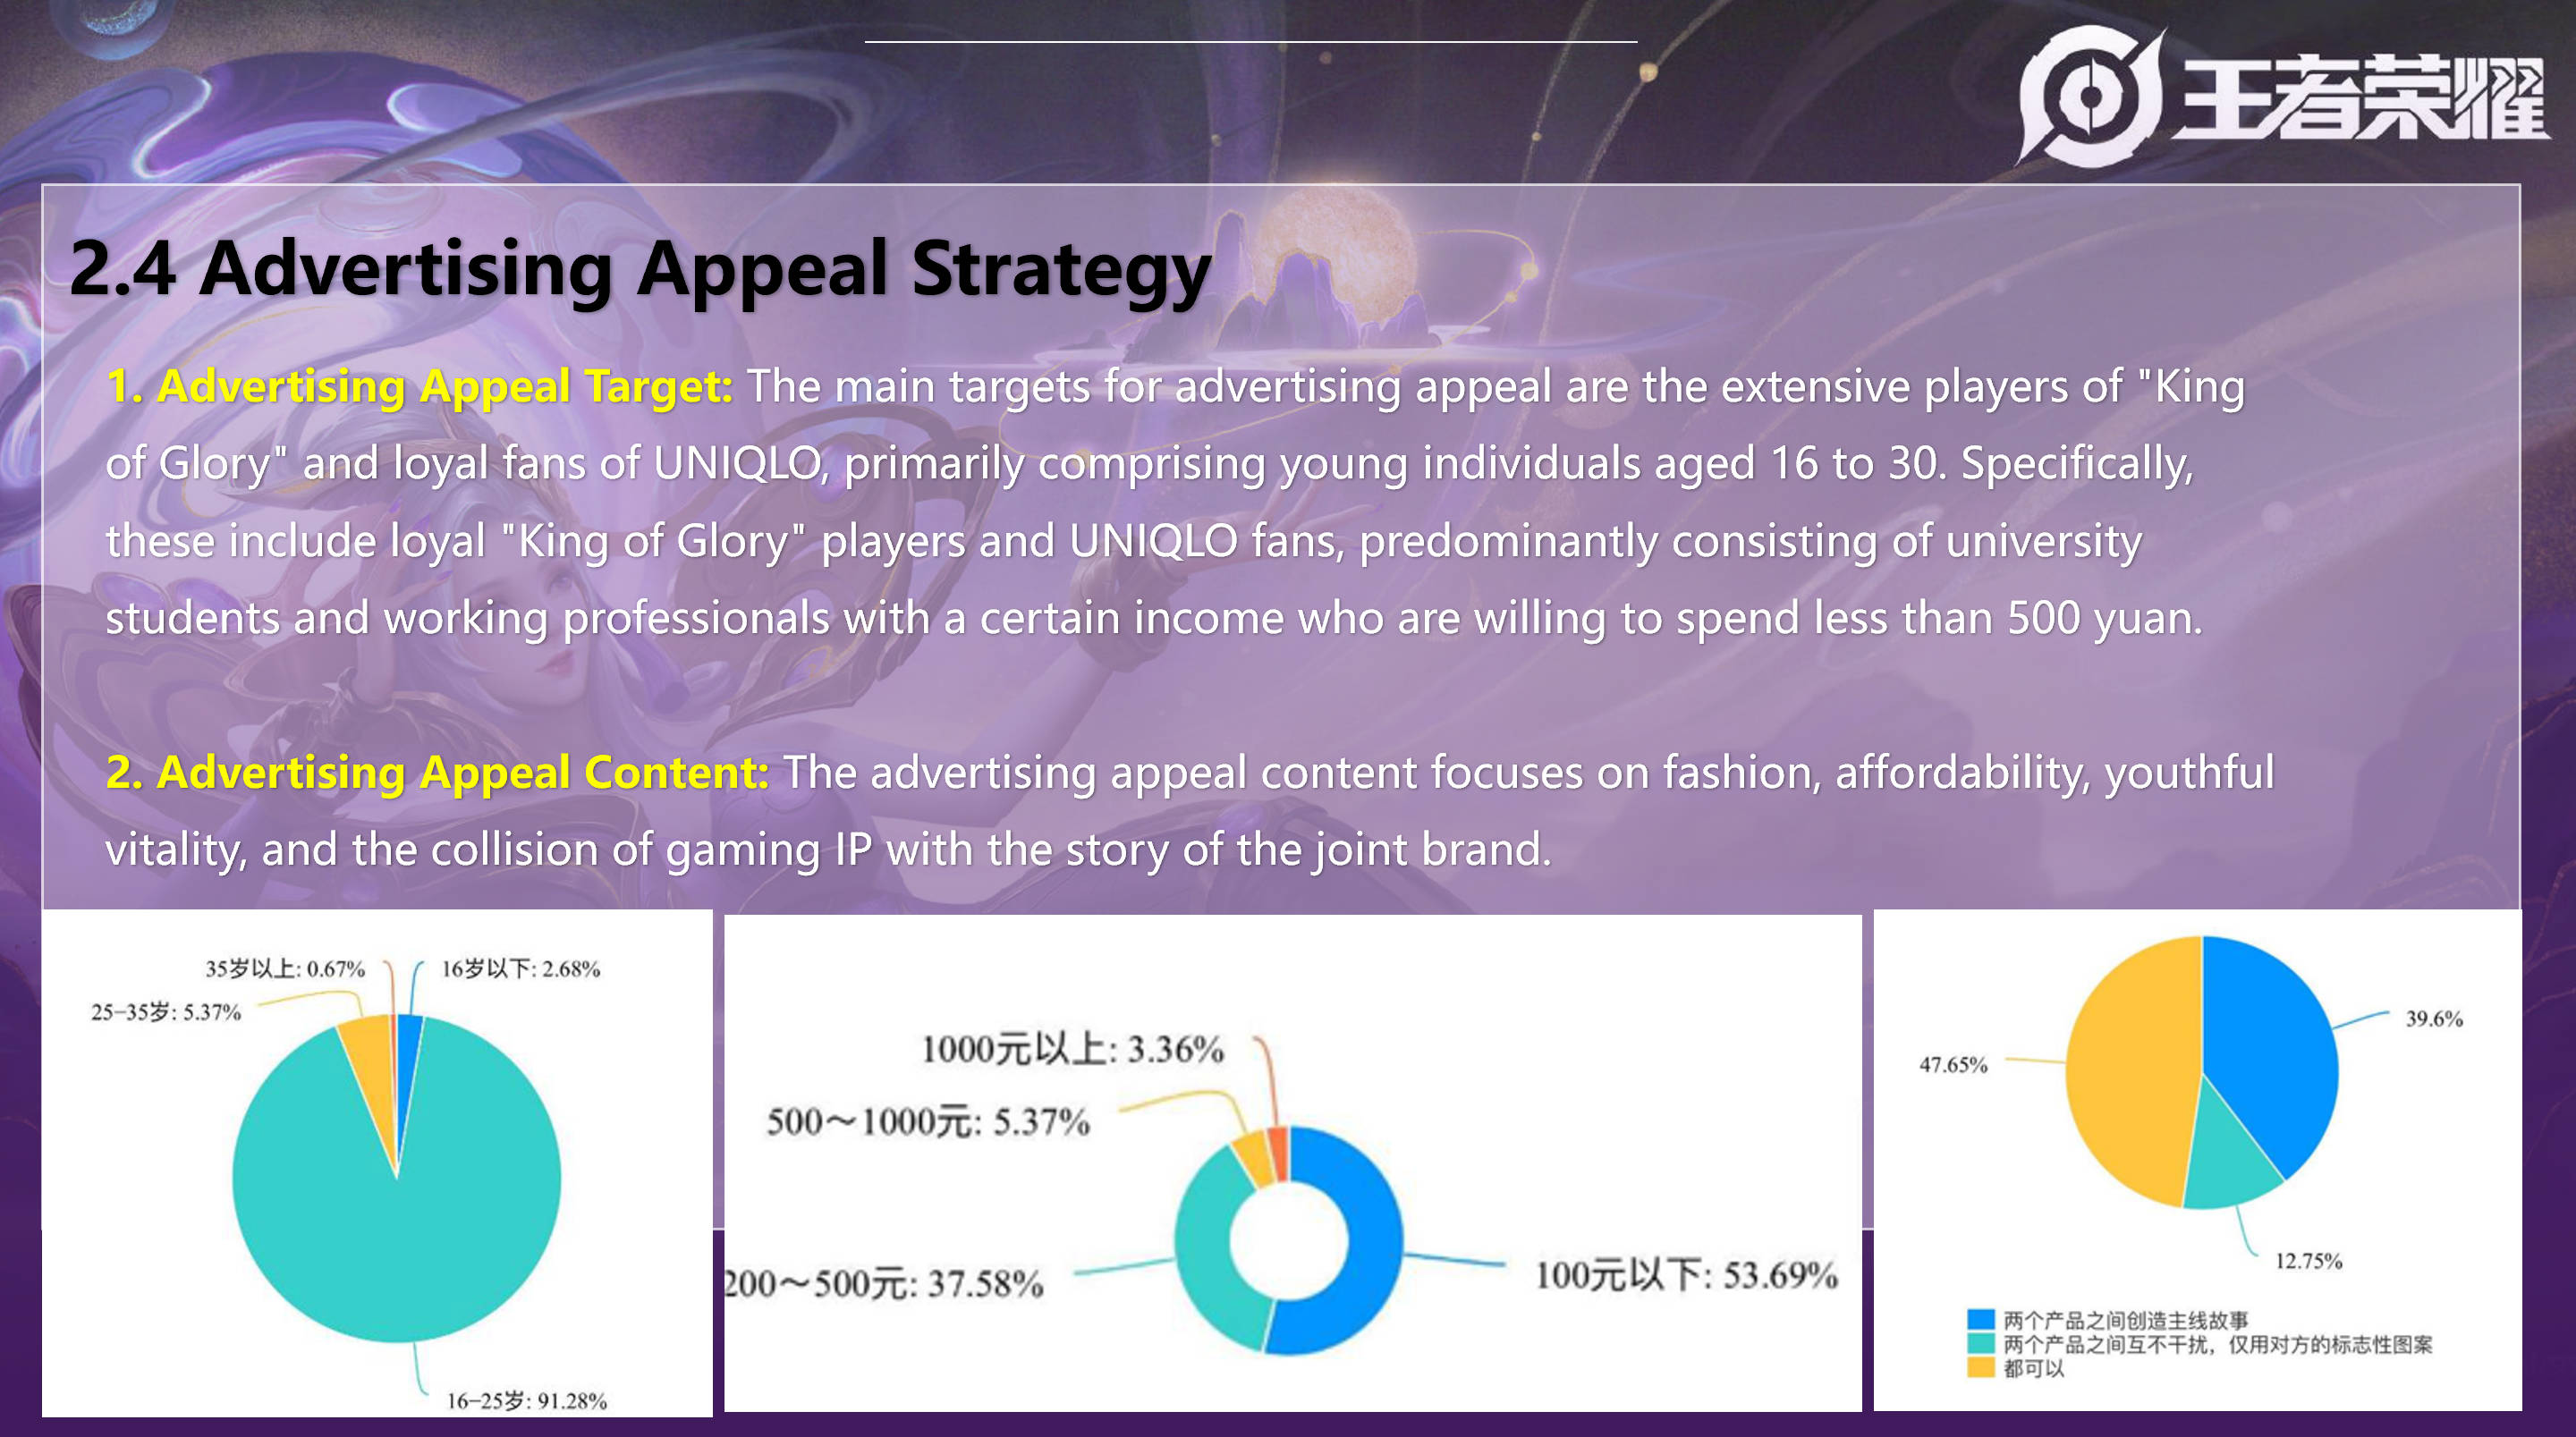 王者荣耀
2.4 Advertising Appeal Strategy
1. Advertising Appeal Target: The main targets for advertising appeal are the extensive players of "King
of Glory" and loyal fans of UNIQLO, primarily comprising young individuals aged 16 to 30. Specifically,
these include loyal "King of Glory" players and UNIQLO fans, predominantly consisting of university
students and working professionals with a certain income who are willing to spend less than 500 yuan.
2. Advertising Appeal Content: The advertising appeal content focuses on fashion, affordability, youthful
vitality, and the collision of gaming IP with the story of the joint brand.
35岁以上: 0.67%
16岁以下: 2.68%
25-35岁: 5.37%
16-25岁: 91.28%
1000元以上: 3.36%
500～1000元: 5.37%
200～500元: 37.58%
100元以下: 53.69%
39.6%
47.65%
12.75%
两个产品之间创造主线故事
两个产品之间互不干扰，仅用对方的标志性图案
都可以